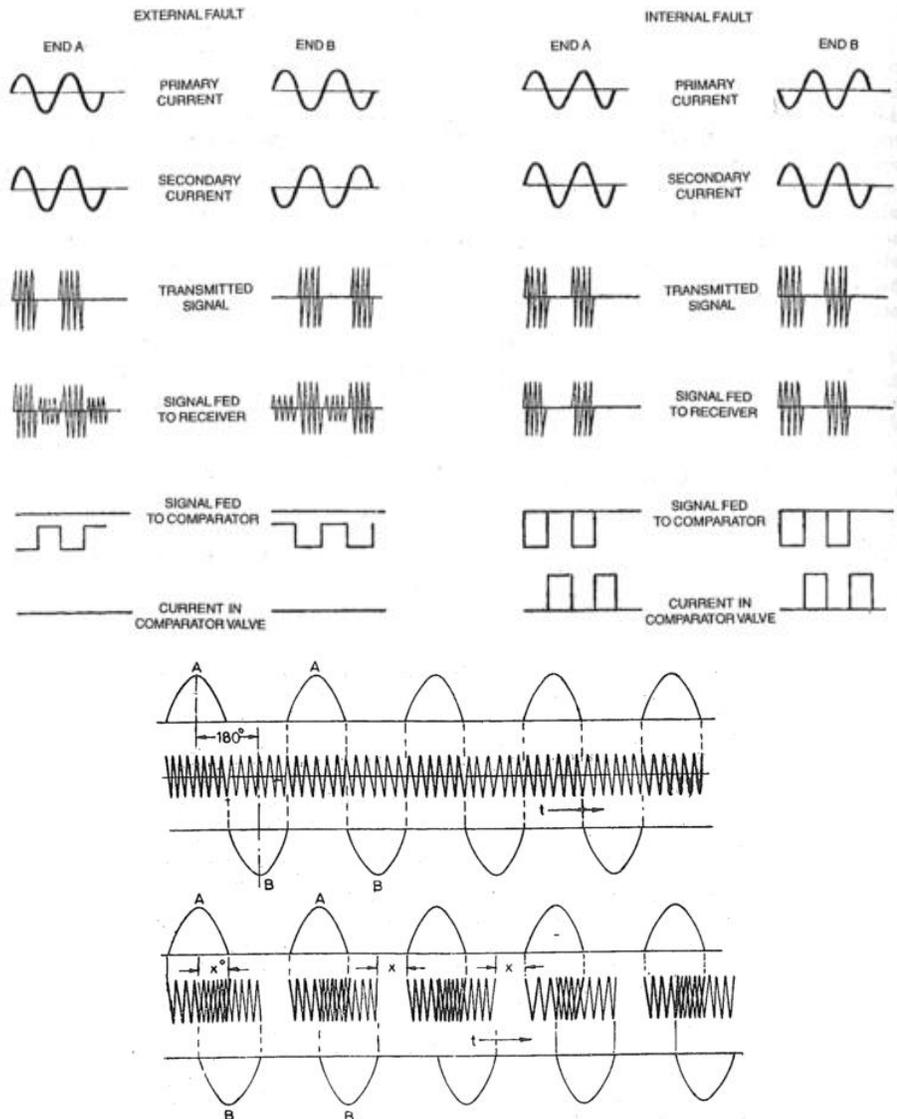 EXTERNAL FAULT
INTERNAL FAULT
END A
END B
END A
END B
PRIMARY
CURRENT
PRIMARY
CURRENT
SECONDARY
CURRENT
SECONDARY
CURRENT
TRANSMITTED
SIGNAL
TRANSMITTED
SIGNAL
SIGNAL FED
TO RECEIVER
SIGNAL FED
TO RECEIVER
SIGNAL FED
TO COMPARATOR
SIGNAL FED
TO COMPARATOR
CURRENT IN
COMPARATOR VALVE
CURRENT IN
COMPARATOR VALVE
A
A
180°
t
B
B
A
A
x°
x
x
t
B
B